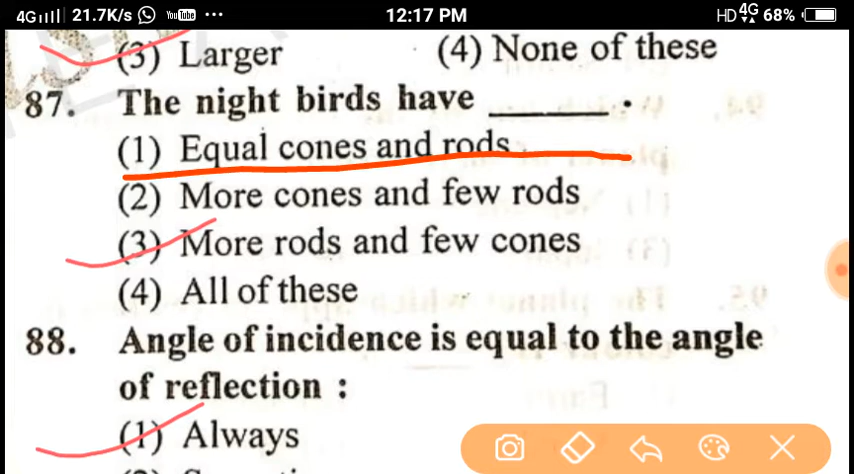 4G 21.7K/s YouTube ... 12:17 PM HD 4G 68%
(3) Larger (4) None of these
87. The night birds have ______.
(1) Equal cones and rods
(2) More cones and few rods
(3) More rods and few cones
(4) All of these
88. Angle of incidence is equal to the angle
of reflection :
(1) Always